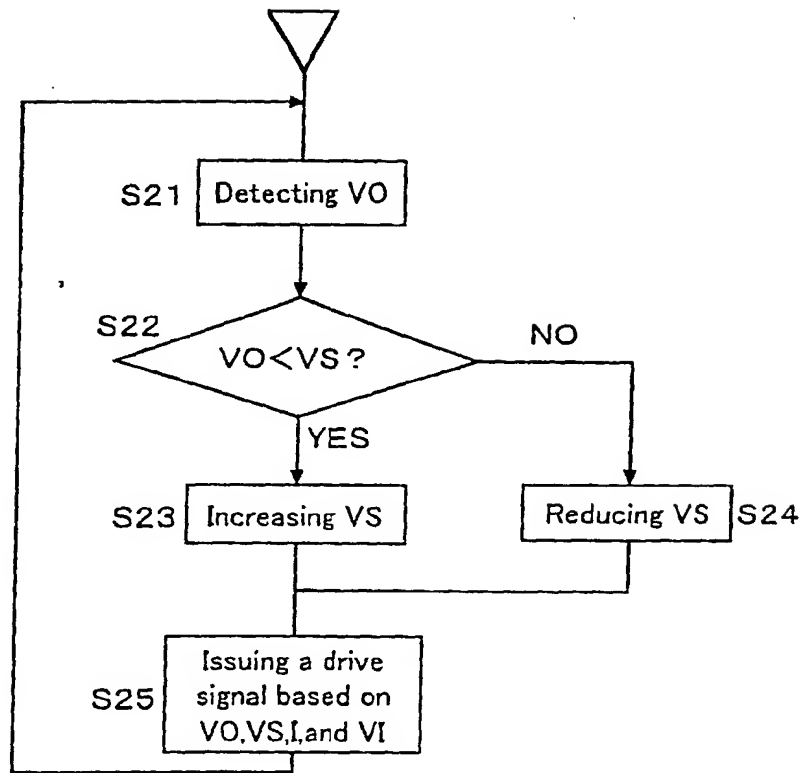 S21
Detecting VO
S22
VO<VS?
NO
YES
S23
Increasing VS
Reducing VS
S24
S25
Issuing a drive
signal based on
VO,VS,I,and VI